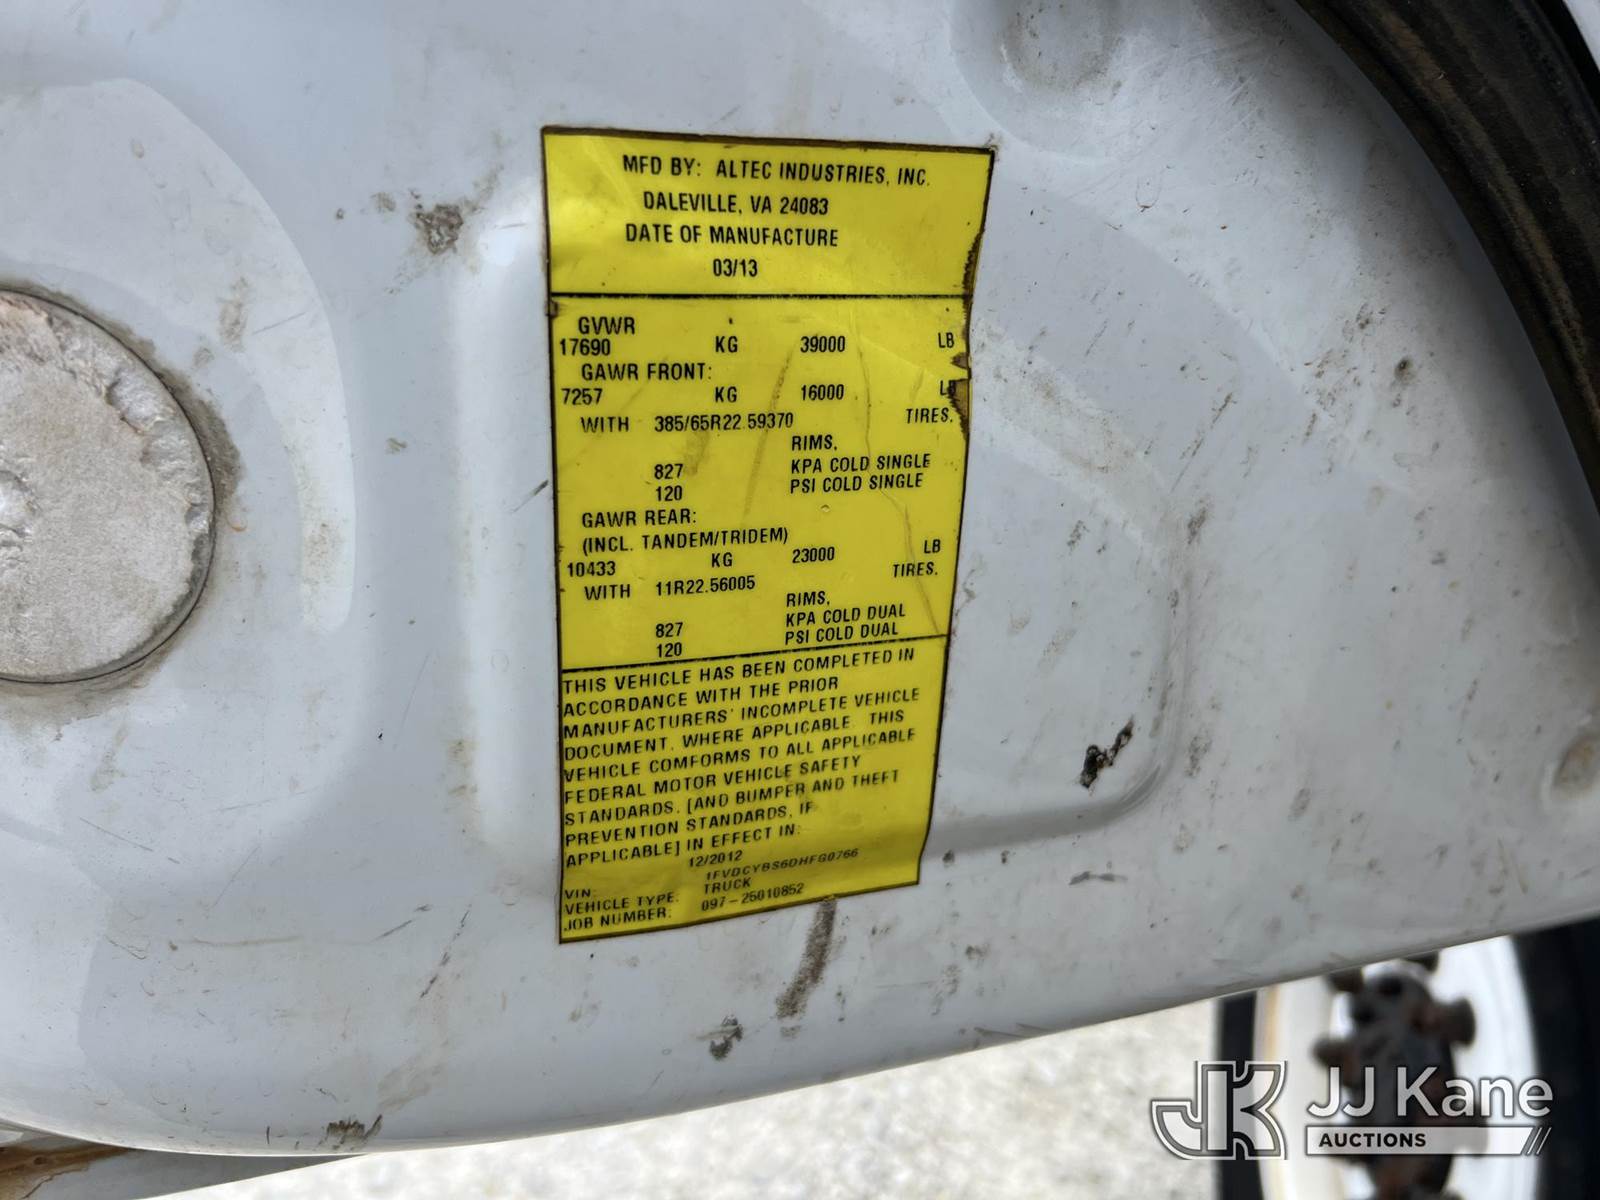 MFD BY: ALTEC INDUSTRIES, INC.
DALEVILLE, VA 24083
DATE OF MANUFACTURE
03/13
GVWR
17690 KG 39000 LB
GAWR FRONT:
7257 KG 16000 LB
WITH 385/65R22.59370 TIRES.
RIMS,
827 KPA COLD SINGLE
120 PSI COLD SINGLE
GAWR REAR:
(INCL. TANDEM/TRIDEM)
10433 KG 23000 LB
WITH 11R22.56005 TIRES.
RIMS,
827 KPA COLD DUAL
120 PSI COLD DUAL
THIS VEHICLE HAS BEEN COMPLETED IN
ACCORDANCE WITH THE PRIOR
MANUFACTURERS' INCOMPLETE VEHICLE
DOCUMENT, WHERE APPLICABLE. THIS
VEHICLE COMFORMS TO ALL APPLICABLE
FEDERAL MOTOR VEHICLE SAFETY
STANDARDS, [AND BUMPER AND THEFT
PREVENTION STANDARDS, IF
APPLICABLE] IN EFFECT IN:
12/2012
VIN: 1FVDCYBS6DHFG0766
VEHICLE TYPE: TRUCK
JOB NUMBER: 097-25010852
JK JJ Kane
AUCTIONS